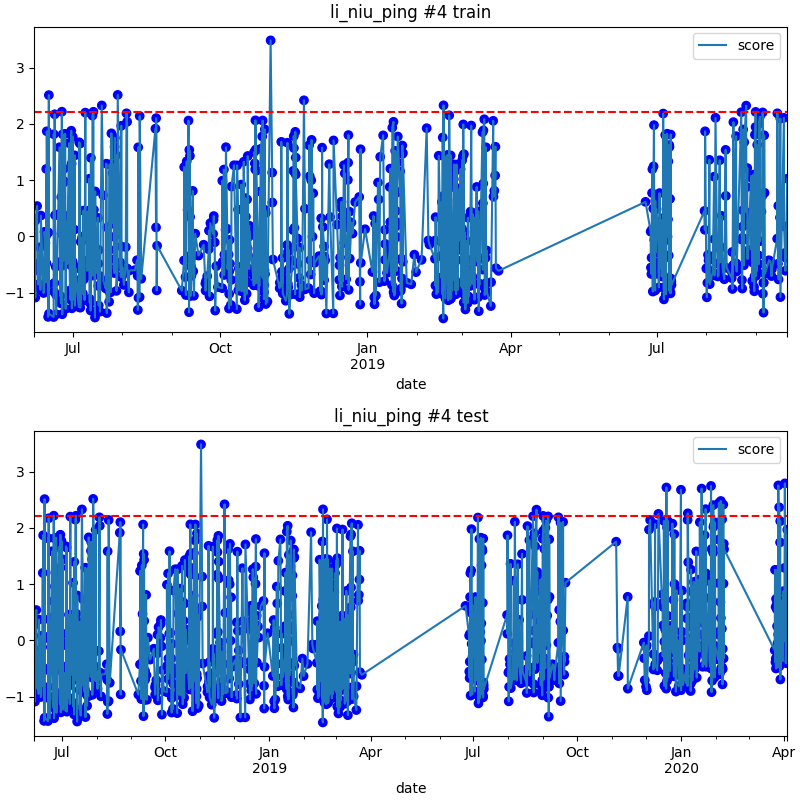 li_niu_ping #4 train
score
3
2
1
0
−1
Jul Oct Jan Apr Jul
2019
date
li_niu_ping #4 test
score
3
2
1
0
−1
Jul Oct Jan Apr Jul Oct Jan Apr
2019 2020
date